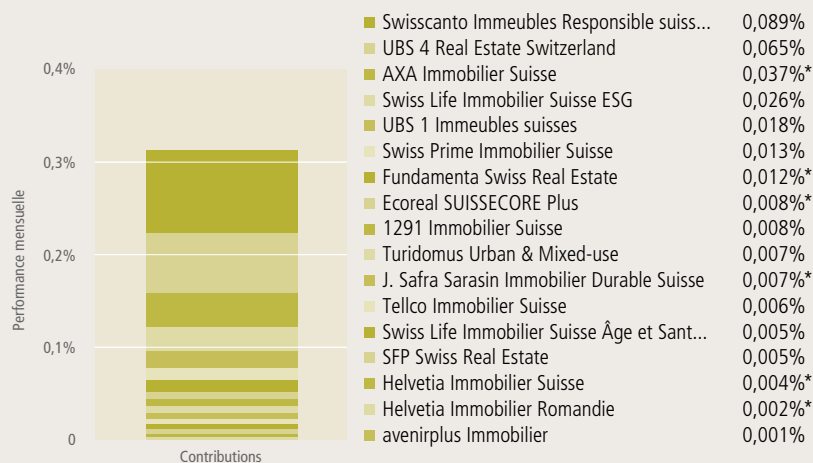 Swisscanto Immeubles Responsible suiss... 0,089%
UBS 4 Real Estate Switzerland 0,065%
AXA Immobilier Suisse 0,037%*
Swiss Life Immobilier Suisse ESG 0,026%
UBS 1 Immeubles suisses 0,018%
Swiss Prime Immobilier Suisse 0,013%
Fundamenta Swiss Real Estate 0,012%*
Ecoreal SUISSECORE Plus 0,008%*
1291 Immobilier Suisse 0,008%
Turidomus Urban & Mixed-use 0,007%
J. Safra Sarasin Immobilier Durable Suisse 0,007%*
Tellco Immobilier Suisse 0,006%
Swiss Life Immobilier Suisse Âge et Sant... 0,005%
SFP Swiss Real Estate 0,005%
Helvetia Immobilier Suisse 0,004%*
Helvetia Immobilier Romandie 0,002%*
avenirplus Immobilier 0,001%
Performance mensuelle
0,4%
0,3%
0,2%
0,1%
0
Contributions